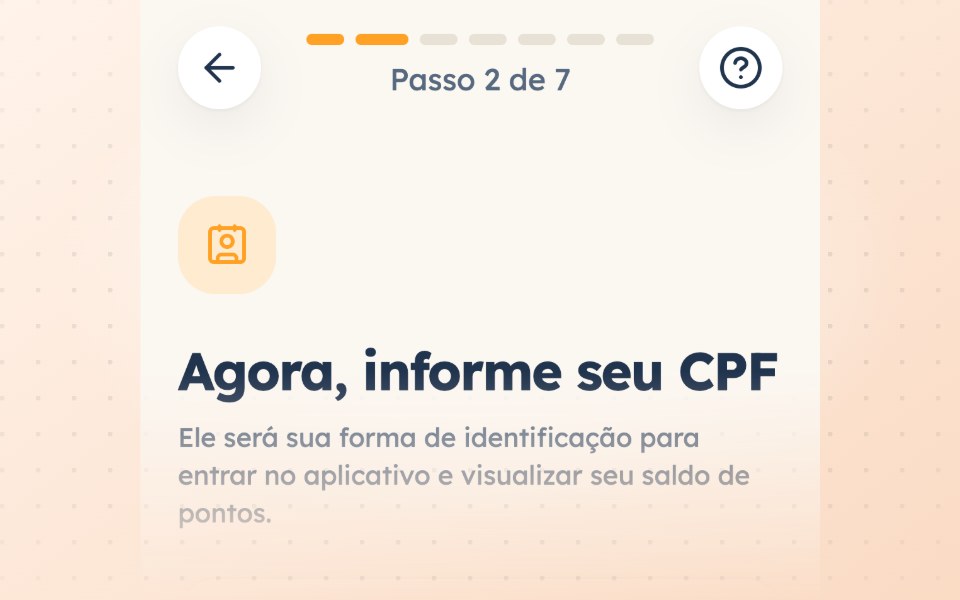 Passo 2 de 7
Agora, informe seu CPF
Ele será sua forma de identificação para
entrar no aplicativo e visualizar seu saldo de
pontos.